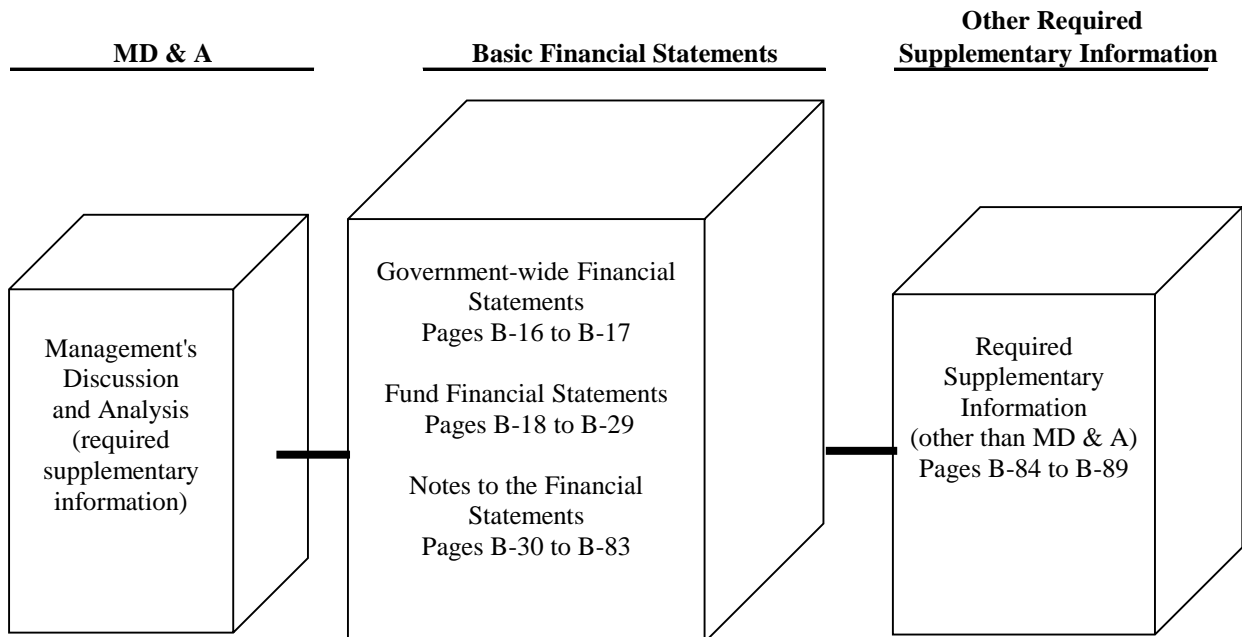 MD & A
Basic Financial Statements
Other Required
Supplementary Information
Management's
Discussion
and Analysis
(required
supplementary
information)
Government-wide Financial
Statements
Pages B-16 to B-17
Fund Financial Statements
Pages B-18 to B-29
Notes to the Financial
Statements
Pages B-30 to B-83
Required
Supplementary
Information
(other than MD & A)
Pages B-84 to B-89